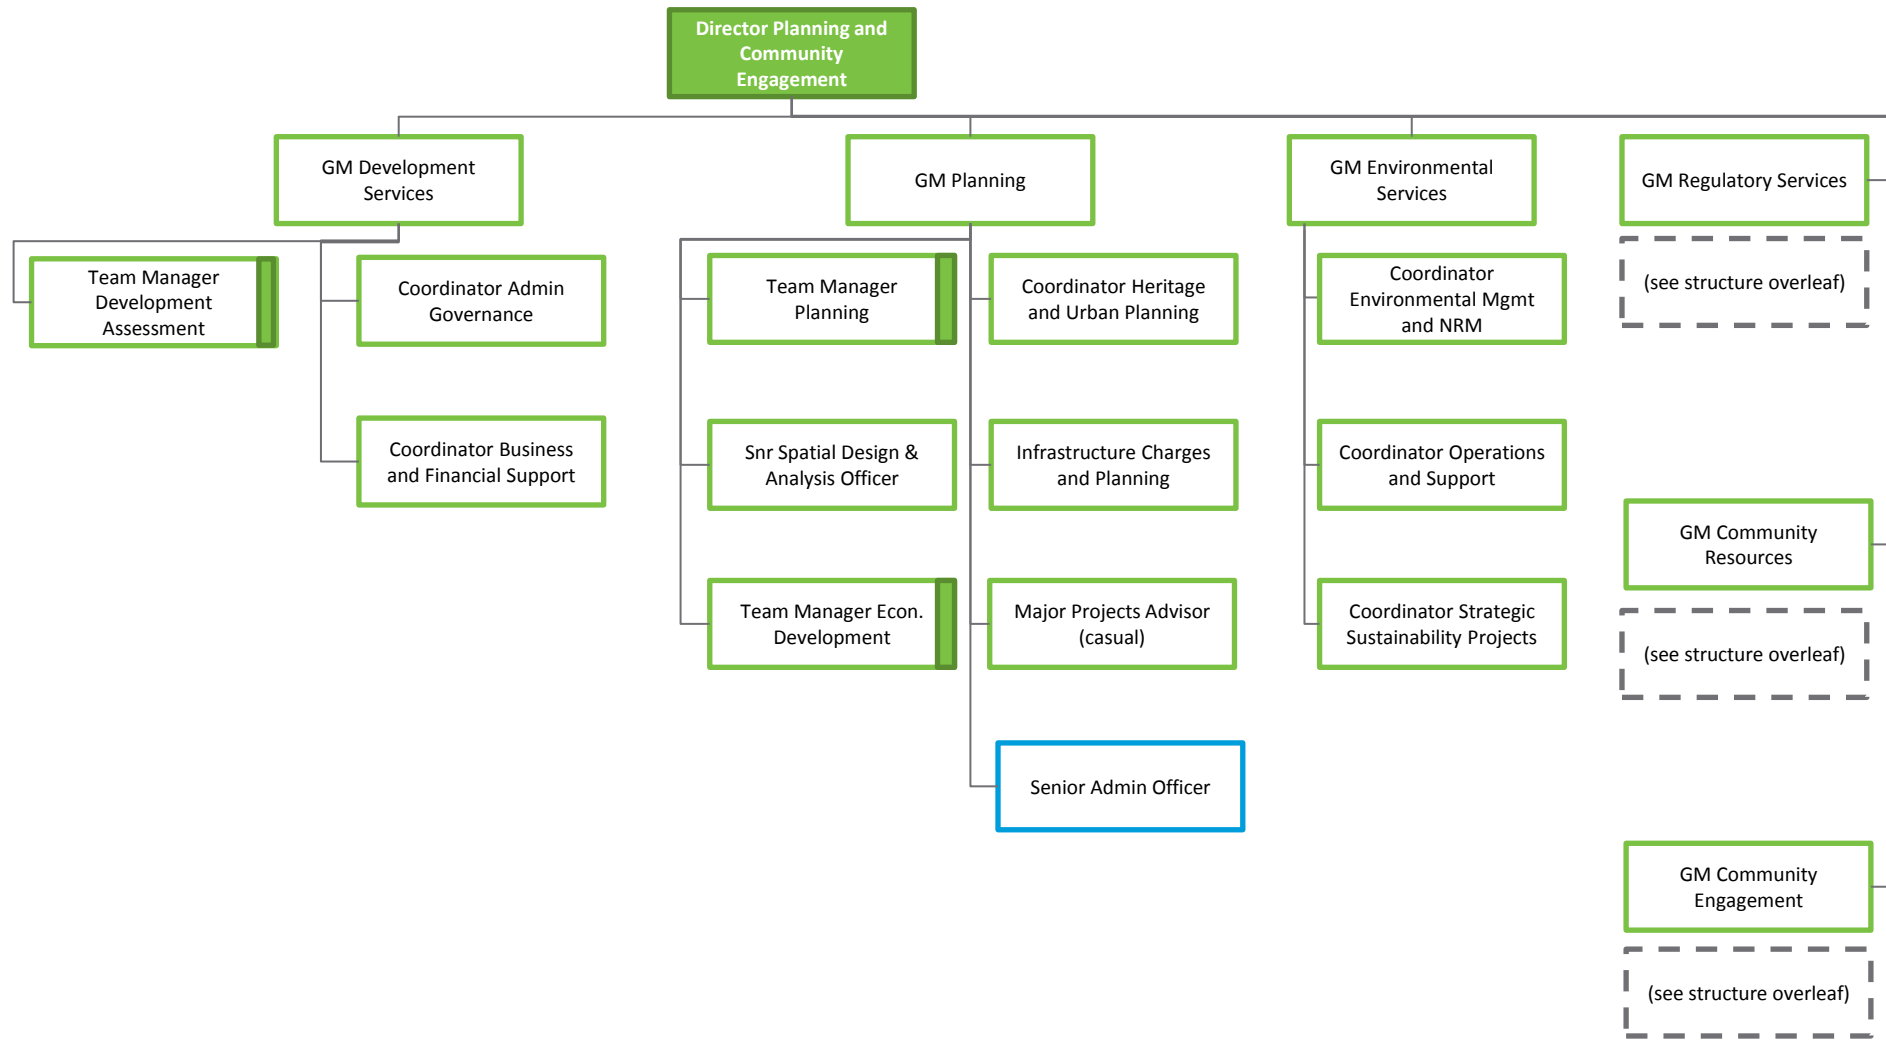 Director Planning and
Community
Engagement
GM Development
Services
GM Planning
GM Environmental
Services
GM Regulatory Services
Team Manager
Development
Assessment
Coordinator Admin
Governance
Team Manager
Planning
Coordinator Heritage
and Urban Planning
Coordinator
Environmental Mgmt
and NRM
(see structure overleaf)
Coordinator Business
and Financial Support
Snr Spatial Design &
Analysis Officer
Infrastructure Charges
and Planning
Coordinator Operations
and Support
GM Community
Resources
Team Manager Econ.
Development
Major Projects Advisor
(casual)
Coordinator Strategic
Sustainability Projects
(see structure overleaf)
Senior Admin Officer
GM Community
Engagement
(see structure overleaf)